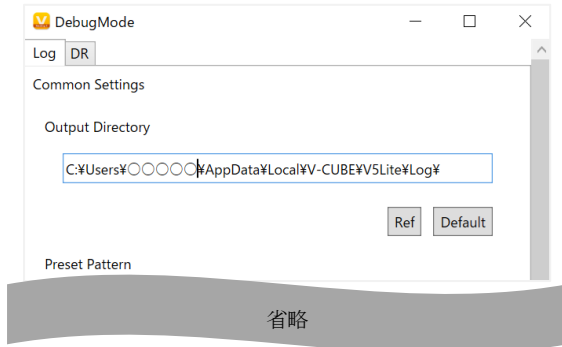 DebugMode
Log DR
Common Settings
Output Directory
C:¥Users¥○○○○○¥AppData¥Local¥V-CUBE¥V5Lite¥Log¥
Ref Default
Preset Pattern
省略